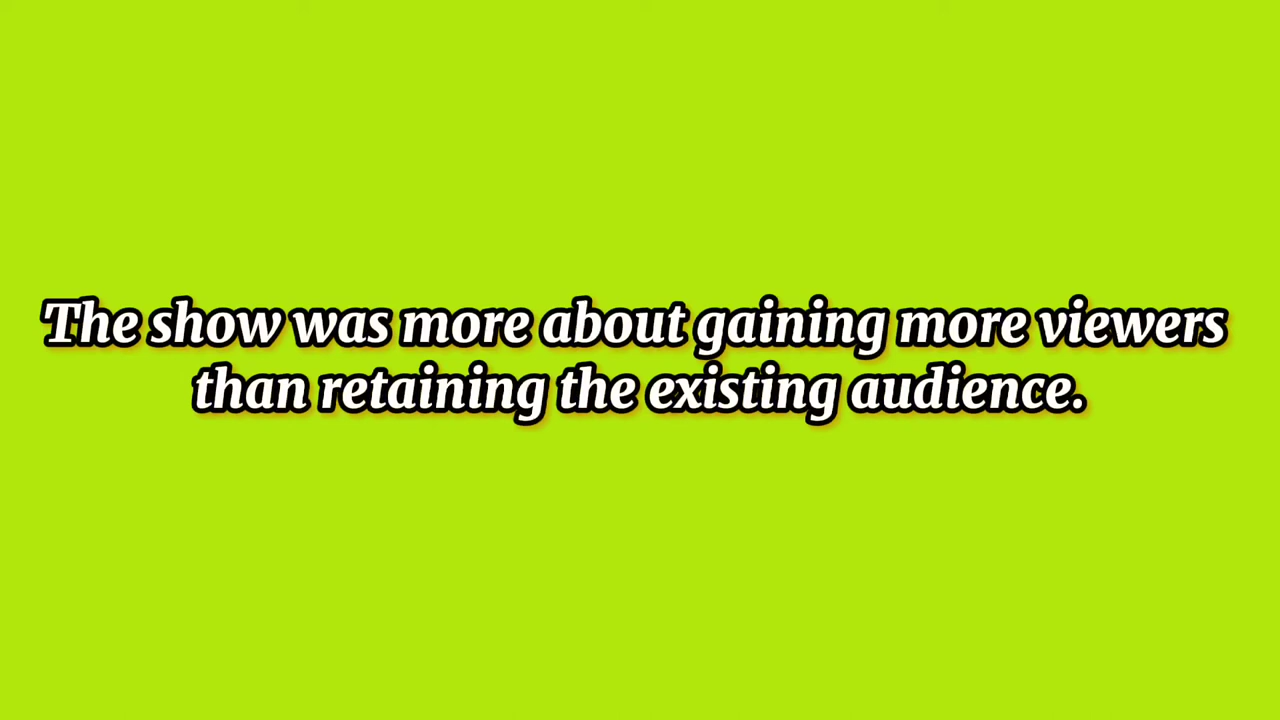 The show was more about gaining more viewers
than retaining the existing audience.